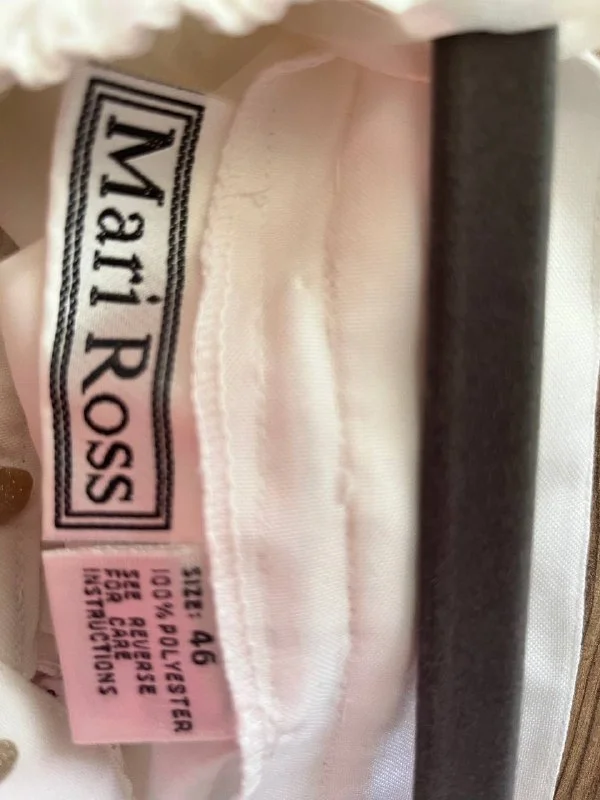 Mari Ross
SIZE: 46
100% POLYESTER
SEE REVERSE
FOR CARE
INSTRUCTIONS